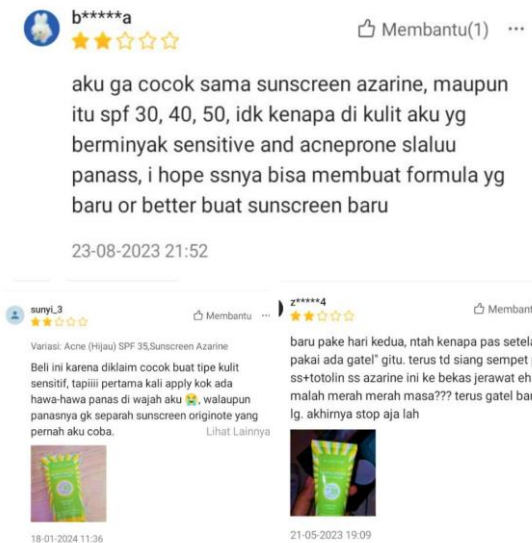 b*****a
Membantu(1)
aku ga cocok sama sunscreen azarine, maupun
itu spf 30, 40, 50, idk kenapa di kulit aku yg
berminyak sensitive and acneprone slaluu
panass, i hope ssnya bisa membuat formula yg
baru or better buat sunscreen baru
23-08-2023 21:52
sunyi_3
Membantu
Variasi: Acne (Hijau) SPF 35,Sunscreen Azarine
Beli ini karena diklaim cocok buat tipe kulit
sensitif, tapiiii pertama kali apply kok ada
hawa-hawa panas di wajah aku 😭, walaupun
panasnya gk separah sunscreen originote yang
pernah aku coba.
Lihat Lainnya
18-01-2024 11:36
z*****4
Membant
baru pake hari kedua, ntah kenapa pas setela
pakai ada gatel" gitu. terus td siang sempet
ss+totolin ss azarine ini ke bekas jerawat eh
malah merah merah masa??? terus gatel bar
lg. akhirnya stop aja lah
21-05-2023 19:09